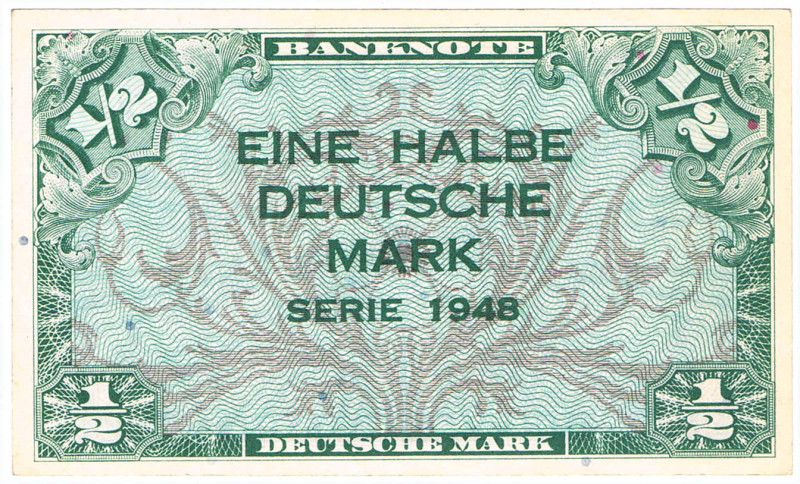 BANKNOTE
1/2
1/2
EINE HALBE
DEUTSCHE
MARK
SERIE 1948
1/2
1/2
DEUTSCHE MARK